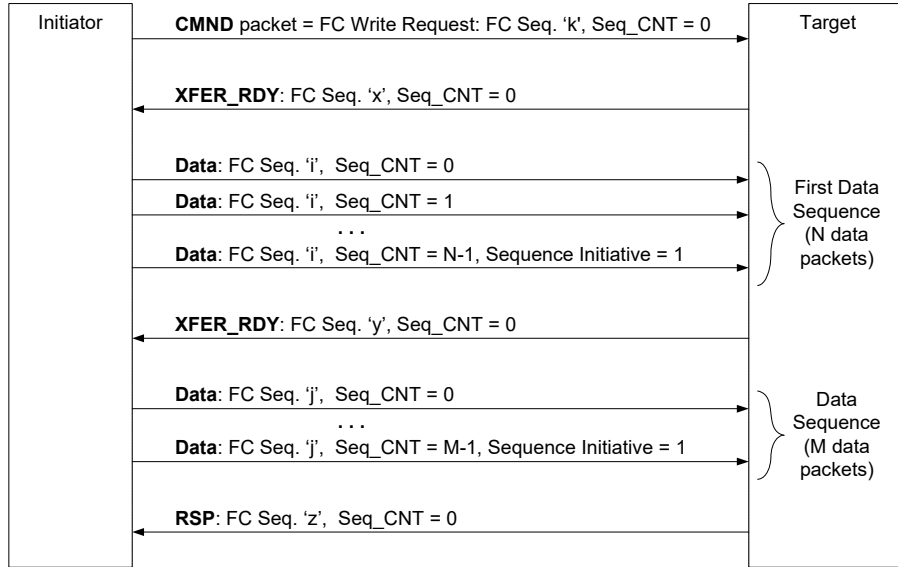 Initiator
CMND packet = FC Write Request: FC Seq. ‘k', Seq_CNT = 0
Target
XFER_RDY: FC Seq. ‘x’, Seq_CNT = 0
Data: FC Seq. ‘i’, Seq_CNT = 0
Data: FC Seq. ‘i’, Seq_CNT = 1
. . .
Data: FC Seq. ‘i’, Seq_CNT = N-1, Sequence Initiative = 1
First Data
Sequence
(N data
packets)
XFER_RDY: FC Seq. ‘y’, Seq_CNT = 0
Data: FC Seq. ‘j’, Seq_CNT = 0
. . .
Data: FC Seq. ‘j’, Seq_CNT = M-1, Sequence Initiative = 1
Data
Sequence
(M data
packets)
RSP: FC Seq. ‘z’, Seq_CNT = 0